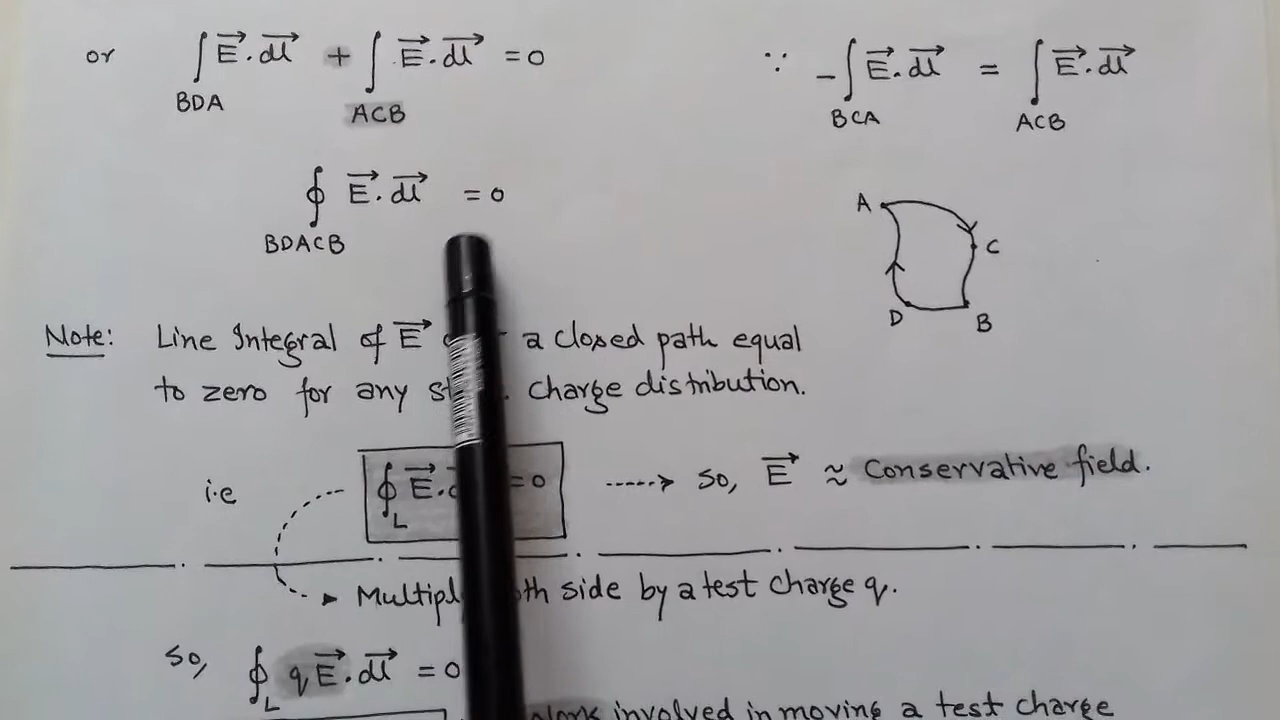 or ∫ E⃗.dl⃗ + ∫ E⃗.dl⃗ = 0
BDA ACB
∵ -∫ E⃗.dl⃗ = ∫ E⃗.dl⃗
BCA ACB
∮ E⃗.dl⃗ = 0
BDACB
A
C
D
B
Note: Line Integral of E⃗ a closed path equal
to zero for any charge distribution.
i.e ∮ E⃗. = 0 So, E⃗ ≈ Conservative field.
L
Multiply side by a test charge q.
So, ∮ qE⃗.dl⃗ = 0
L
work involved in moving a test charge